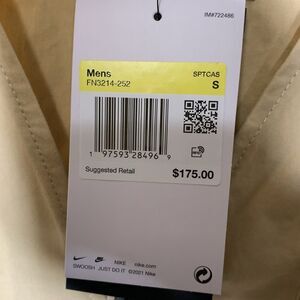 IM#722486
Mens SPTCAS
FN3214-252 S
1 97593 28496 9
Suggested Retail $175.00
NIKE nike.com
SWOOSH JUST DO IT ©2021 Nike